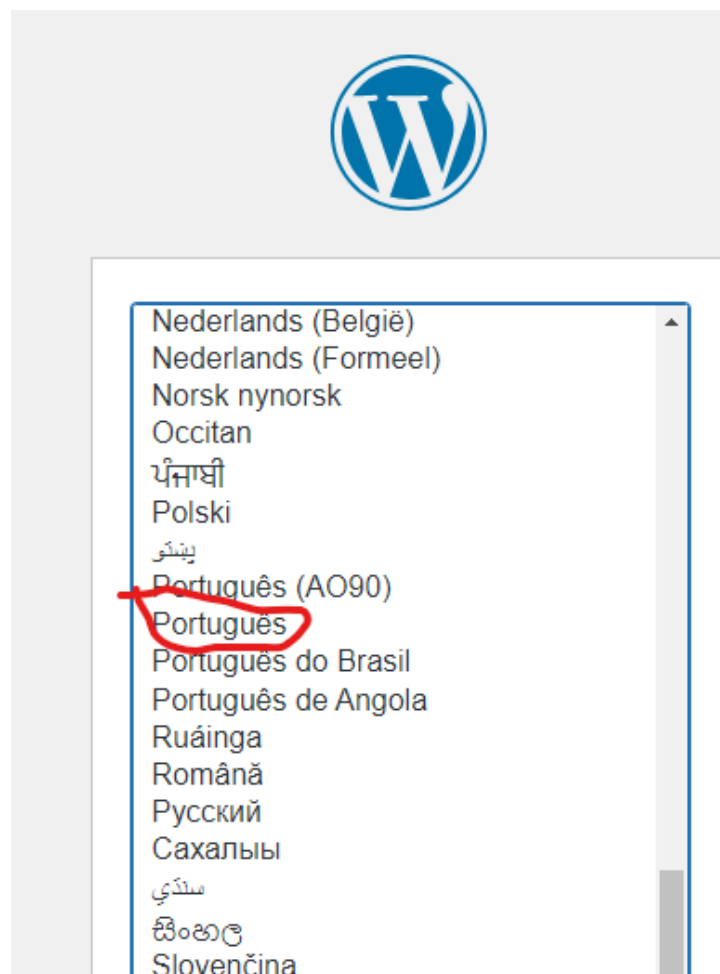 Nederlands (België)
Nederlands (Formeel)
Norsk nynorsk
Occitan
ਪੰਜਾਬੀ
Polski
پښتو
Português (AO90)
Português
Português do Brasil
Português de Angola
Ruáinga
Română
Русский
Сахалыы
سنڌي
සිංහල
Slovenčina